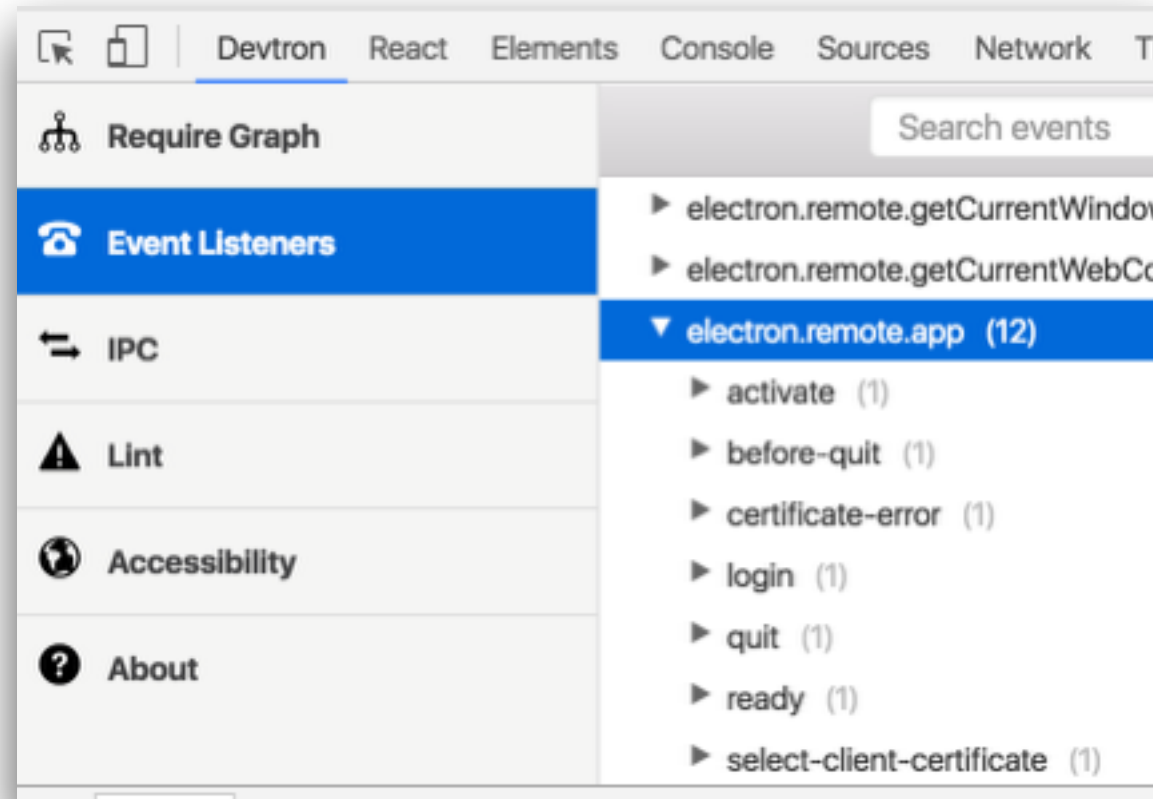 Devtron React Elements Console Sources Network T
Require Graph
Event Listeners
IPC
Lint
Accessibility
About
Search events
electron.remote.getCurrentWindow
electron.remote.getCurrentWebCo
electron.remote.app (12)
activate (1)
before-quit (1)
certificate-error (1)
login (1)
quit (1)
ready (1)
select-client-certificate (1)